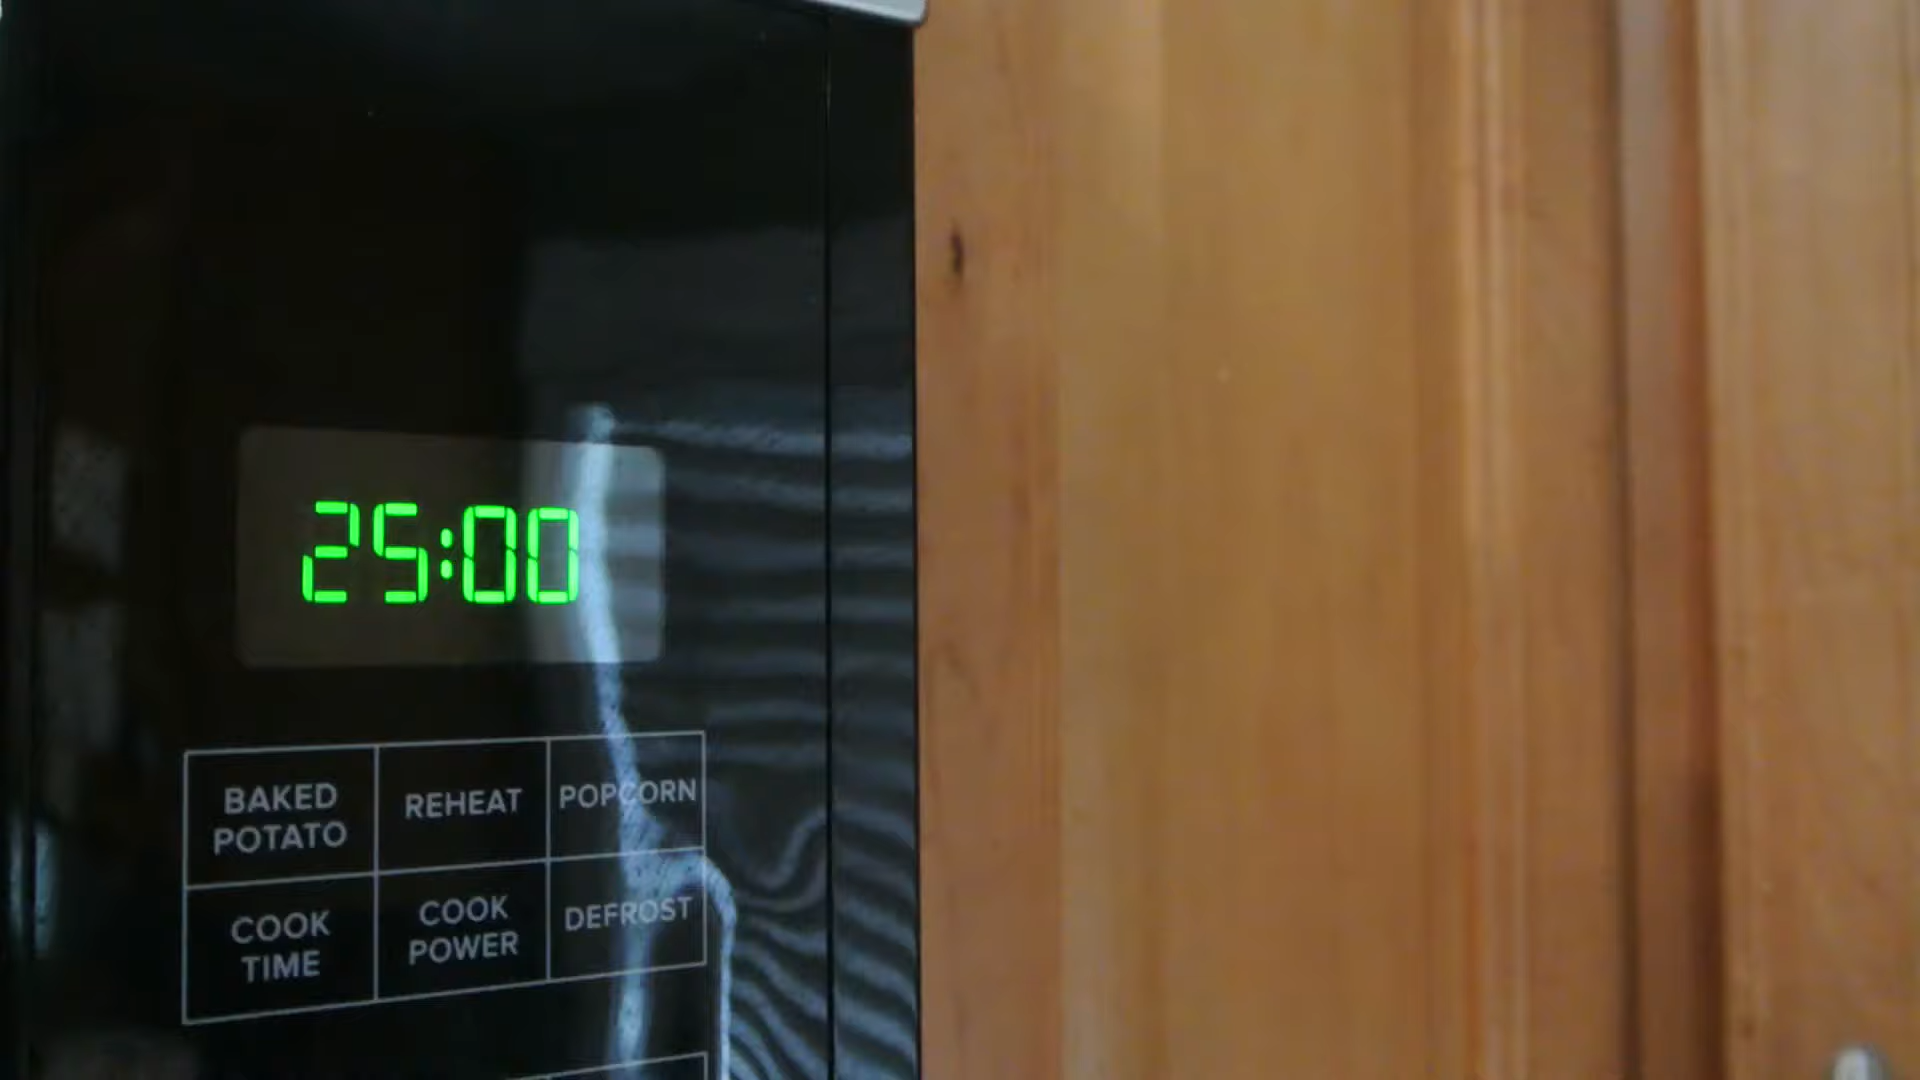 25:00
BAKED
POTATO
REHEAT
POPCORN
COOK
TIME
COOK
POWER
DEFROST